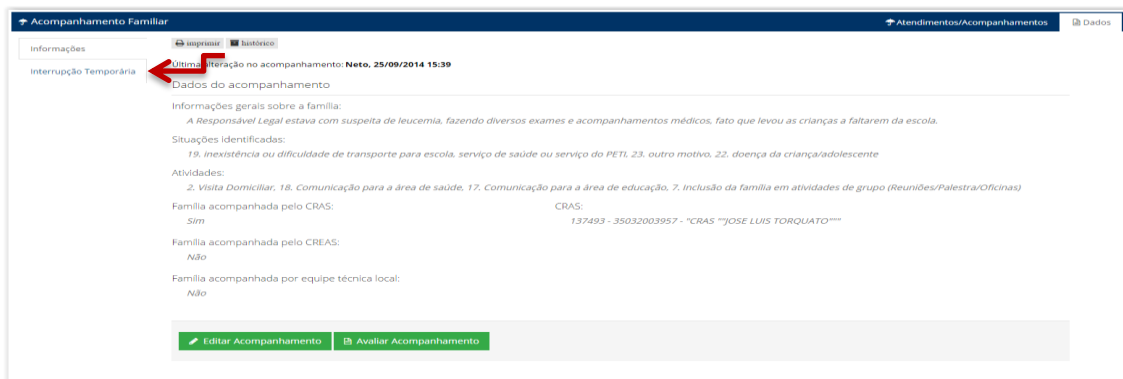 Acompanhamento Familiar
Atendimentos/Acompanhamentos
Dados
Informações
Interrupção Temporária
imprimir histórico
Última alteração no acompanhamento: Neto, 25/09/2014 15:39
Dados do acompanhamento
Informações gerais sobre a família:
A Responsável Legal estava com suspeita de leucemia, fazendo diversos exames e acompanhamentos médicos, fato que levou as crianças a faltarem da escola.
Situações identificadas:
19. inexistência ou dificuldade de transporte para escola, serviço de saúde ou serviço do PETI, 23. outro motivo, 22. doença da criança/adolescente
Atividades:
2. Visita Domiciliar, 18. Comunicação para a área de saúde, 17. Comunicação para a área de educação, 7. Inclusão da família em atividades de grupo (Reuniões/Palestra/Oficinas)
Família acompanhada pelo CRAS:
Sim
CRAS:
137493 - 35032003957 - "CRAS ""JOSE LUIS TORQUATO"""
Família acompanhada pelo CREAS:
Não
Família acompanhada por equipe técnica local:
Não
Editar Acompanhamento
Avaliar Acompanhamento